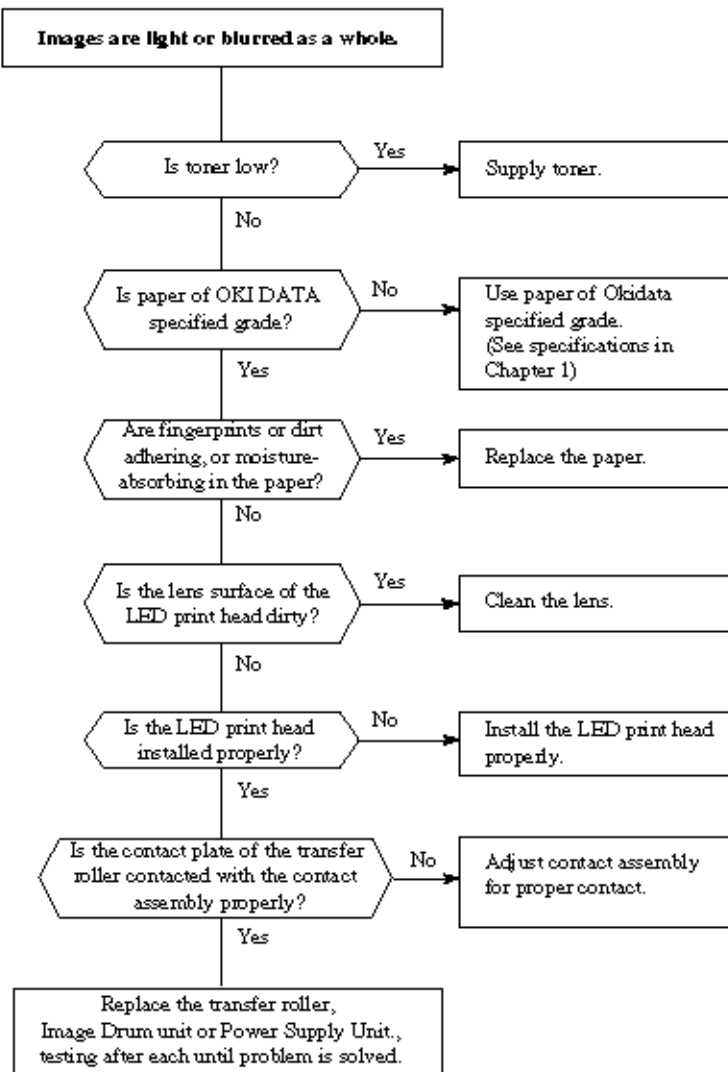 Images are light or blurred as a whole.
Is toner low?
Yes
Supply toner.
No
Is paper of OKI DATA
specified grade?
No
Use paper of Okidata
specified grade.
(See specifications in
Chapter 1)
Yes
Are fingerprints or dirt
adhering, or moisture-
absorbing in the paper?
Yes
Replace the paper.
No
Is the lens surface of the
LED print head dirty?
Yes
Clean the lens.
No
Is the LED print head
installed properly?
No
Install the LED print head
properly.
Yes
Is the contact plate of the transfer
roller contacted with the contact
assembly properly?
No
Adjust contact assembly
for proper contact.
Yes
Replace the transfer roller,
Image Drum unit or Power Supply Unit.,
testing after each until problem is solved.